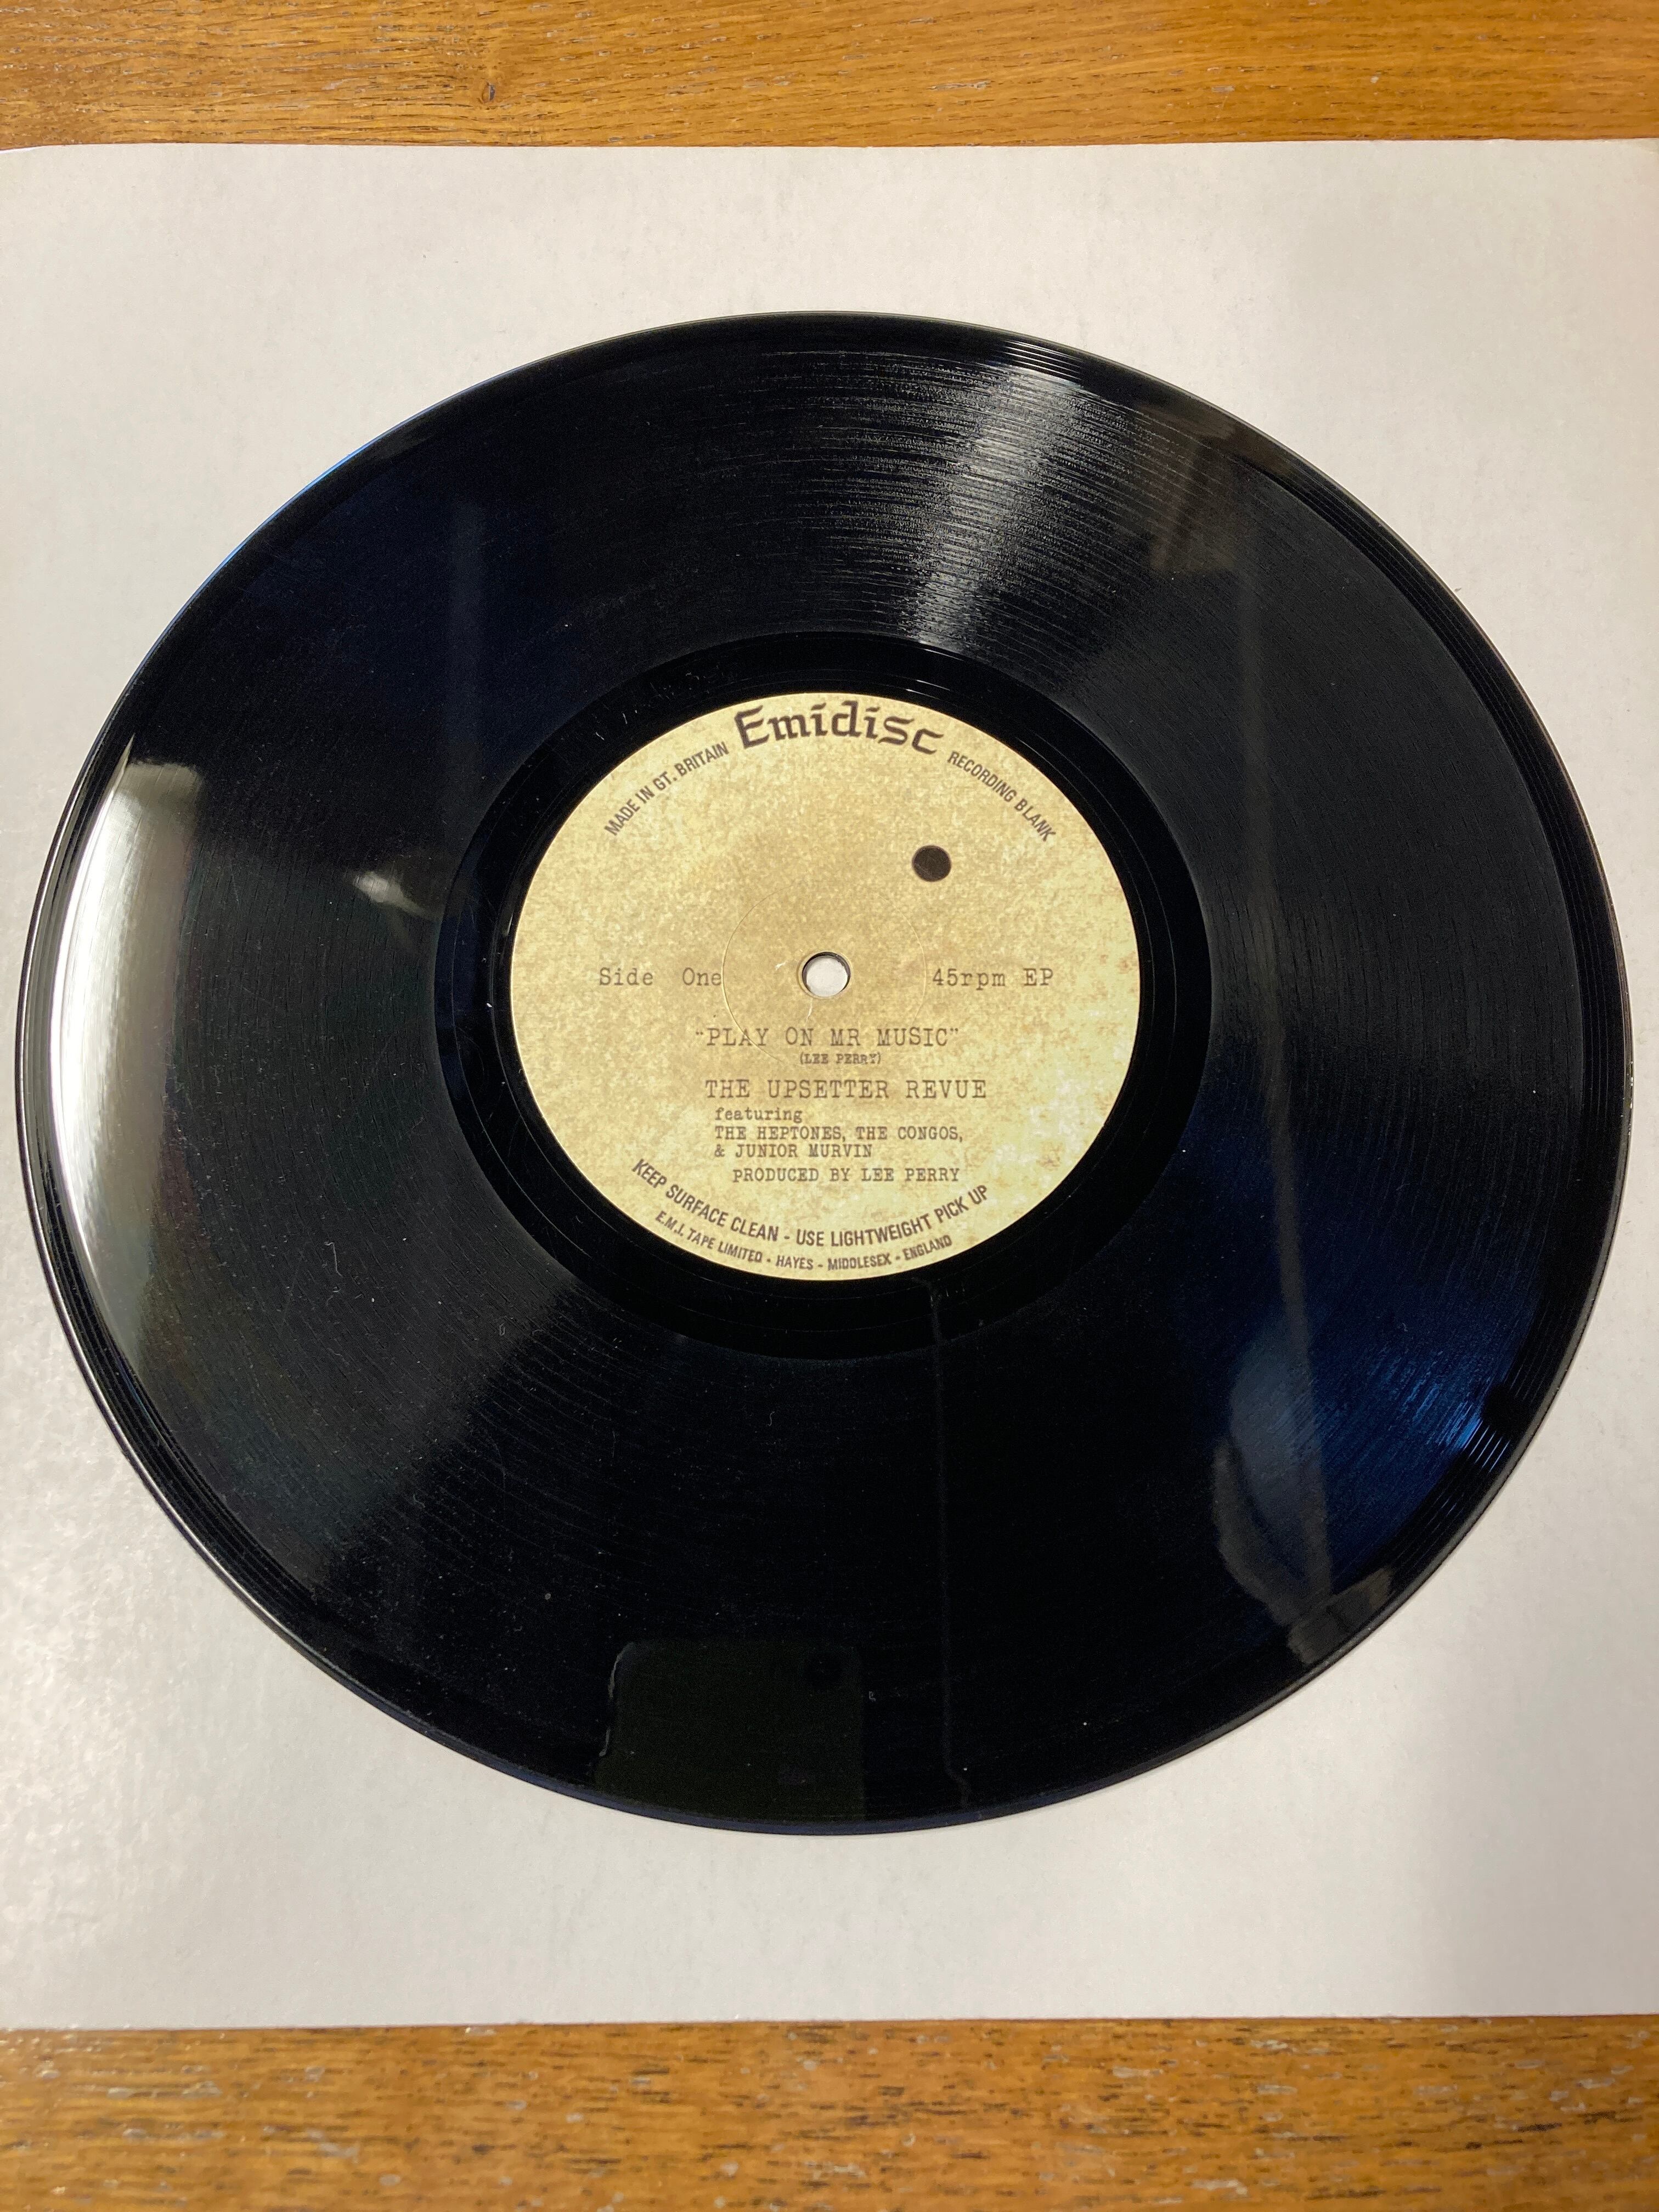 Emidisc
MADE IN GT. BRITAIN
RECORDING BLANK
Side One
45rpm EP
"PLAY ON MR MUSIC"
(LEE PERRY)
THE UPSETTER REVUE
featuring
THE HEPTONES, THE CONGOS,
& JUNIOR MURVIN
PRODUCED BY LEE PERRY
KEEP SURFACE CLEAN - USE LIGHTWEIGHT PICK UP
E.M.I. TAPE LIMITED - HAYES - MIDDLESEX - ENGLAND